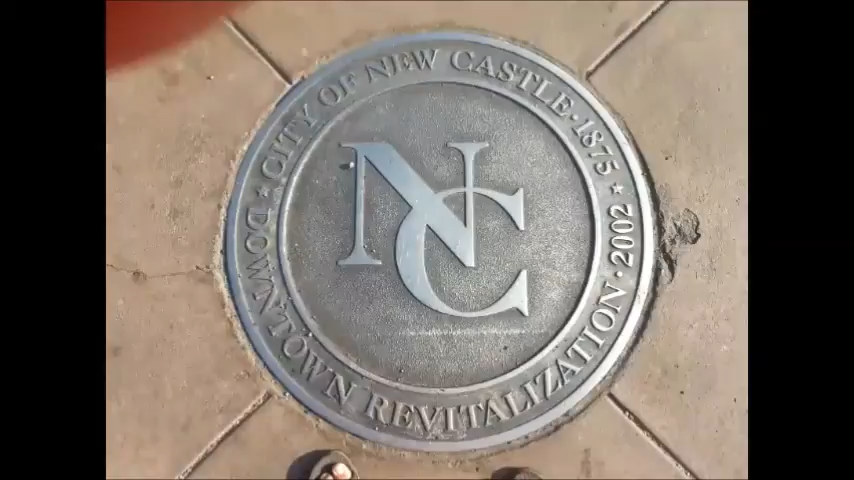 CITY OF NEW CASTLE · 1875
DOWNTOWN REVITALIZATION · 2002
NC